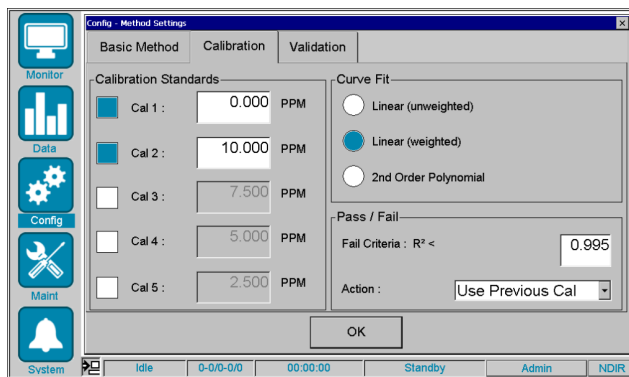 Config - Method Settings
Basic Method
Calibration
Validation
Monitor
Data
Config
Maint
System
Calibration Standards
Cal 1 : 0.000 PPM
Cal 2 : 10.000 PPM
Cal 3 : 7.500 PPM
Cal 4 : 5.000 PPM
Cal 5 : 2.500 PPM
Curve Fit
Linear (unweighted)
Linear (weighted)
2nd Order Polynomial
Pass / Fail
Fail Criteria : R² < 0.995
Action : Use Previous Cal
OK
Idle 0-0/0-0/0 00:00:00 Standby Admin NDIR